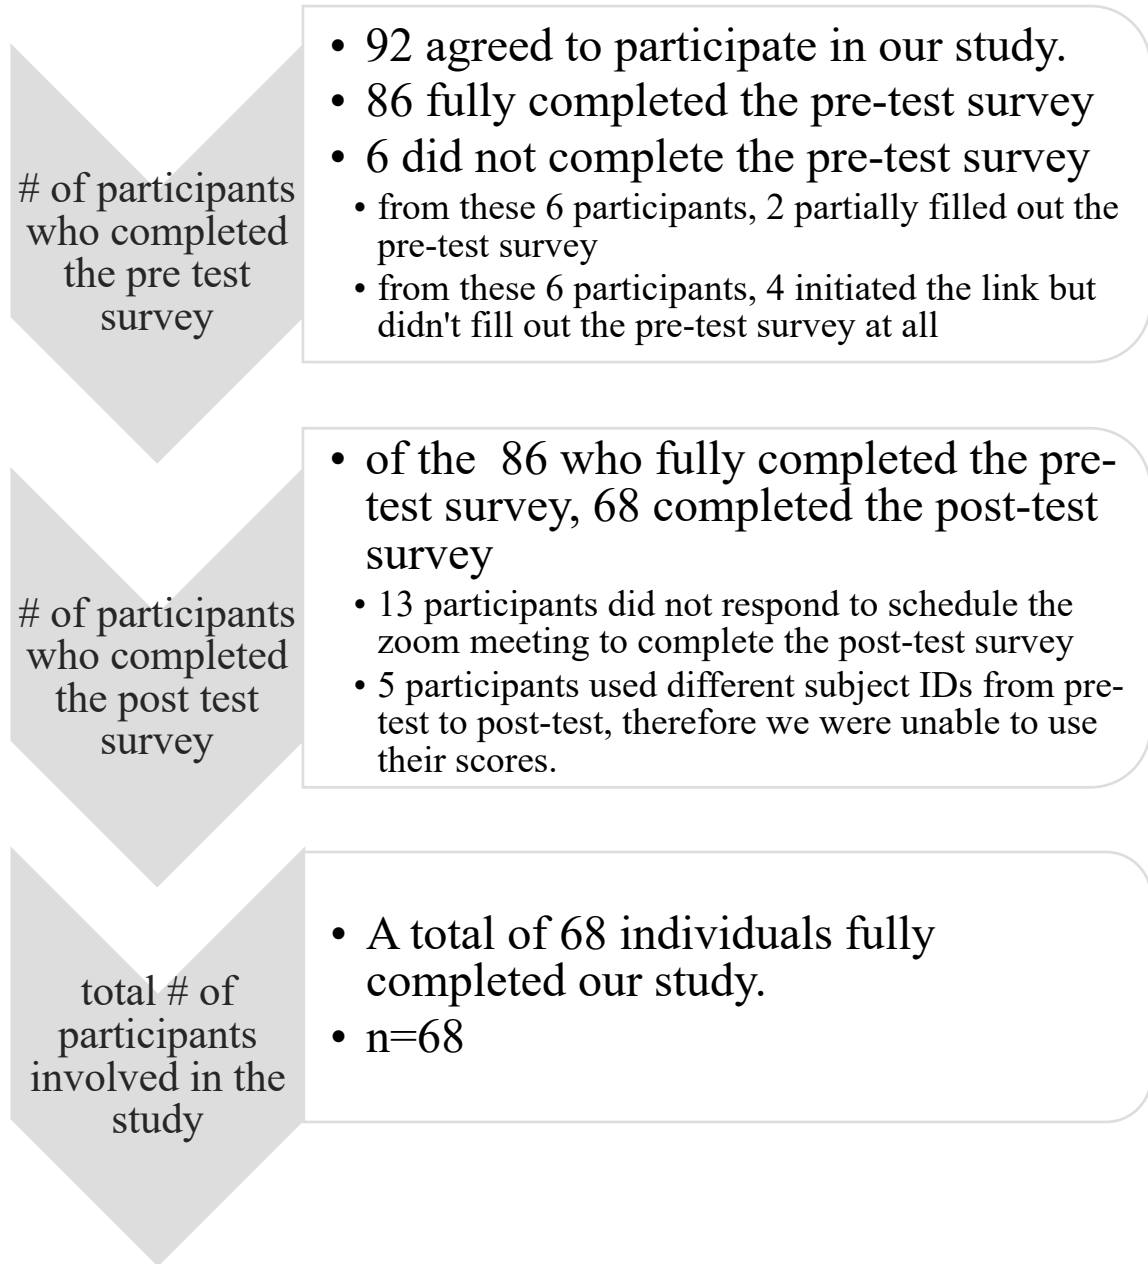 # of participants
who completed
the pre test
survey
• 92 agreed to participate in our study.
• 86 fully completed the pre-test survey
• 6 did not complete the pre-test survey
• from these 6 participants, 2 partially filled out the
pre-test survey
• from these 6 participants, 4 initiated the link but
didn't fill out the pre-test survey at all
# of participants
who completed
the post test
survey
• of the  86 who fully completed the pre-
test survey, 68 completed the post-test
survey
• 13 participants did not respond to schedule the
zoom meeting to complete the post-test survey
• 5 participants used different subject IDs from pre-
test to post-test, therefore we were unable to use
their scores.
total # of
participants
involved in the
study
• A total of 68 individuals fully
completed our study.
• n=68